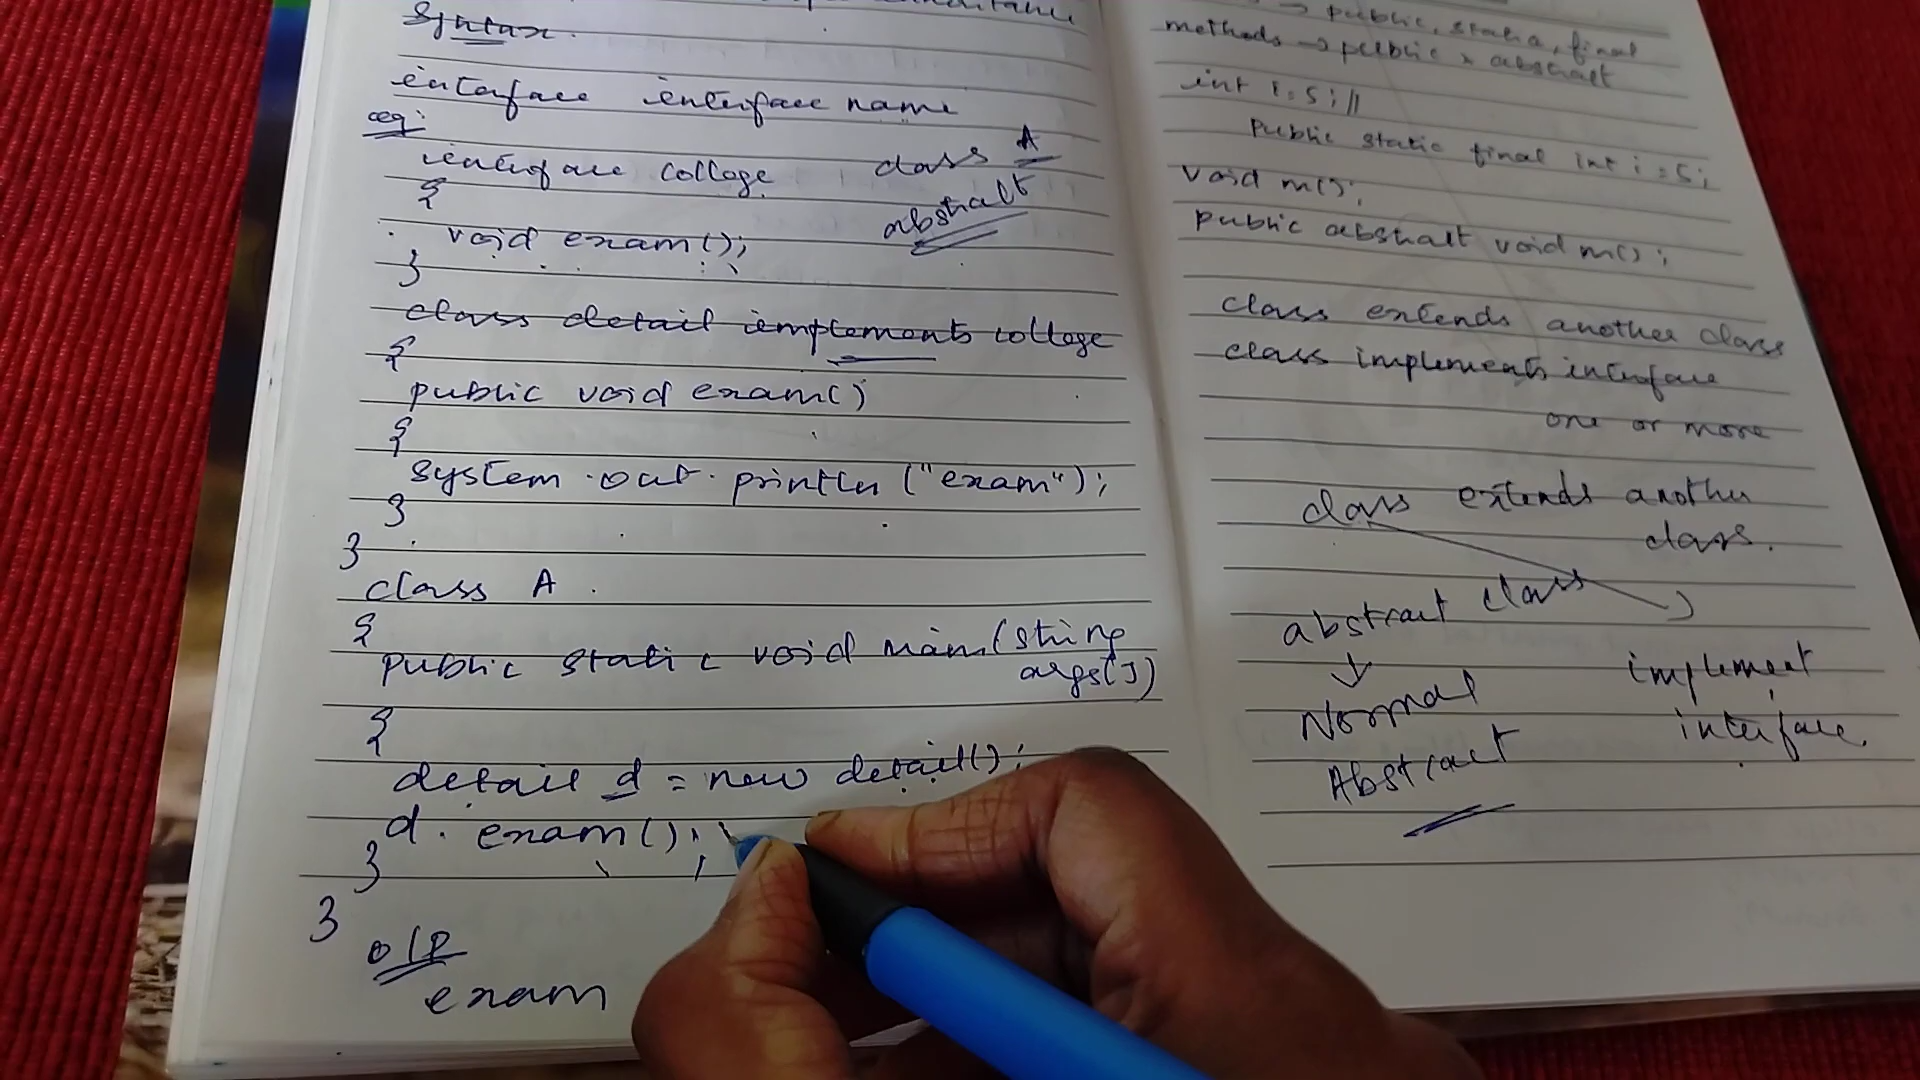 Syntax.
interface interface name
eg:
interface college
{
void exam();
}
class A
abstract
class detail implements college
{
public void exam()
{
system.out.println ("exam");
}
}
class A
{
public static void main(string
args[])
{
detail d = new detail();
d.exam();
}
}
o/p
exam
→ public, static, final
methods → public & abstract
int i=5; //
Public static final int i=5;
void m();
public abstract void m();
class extends another class
class implements interface
one or more
class extends another
class.
abstract class
↓
Normal
Abstract
implement
interface.